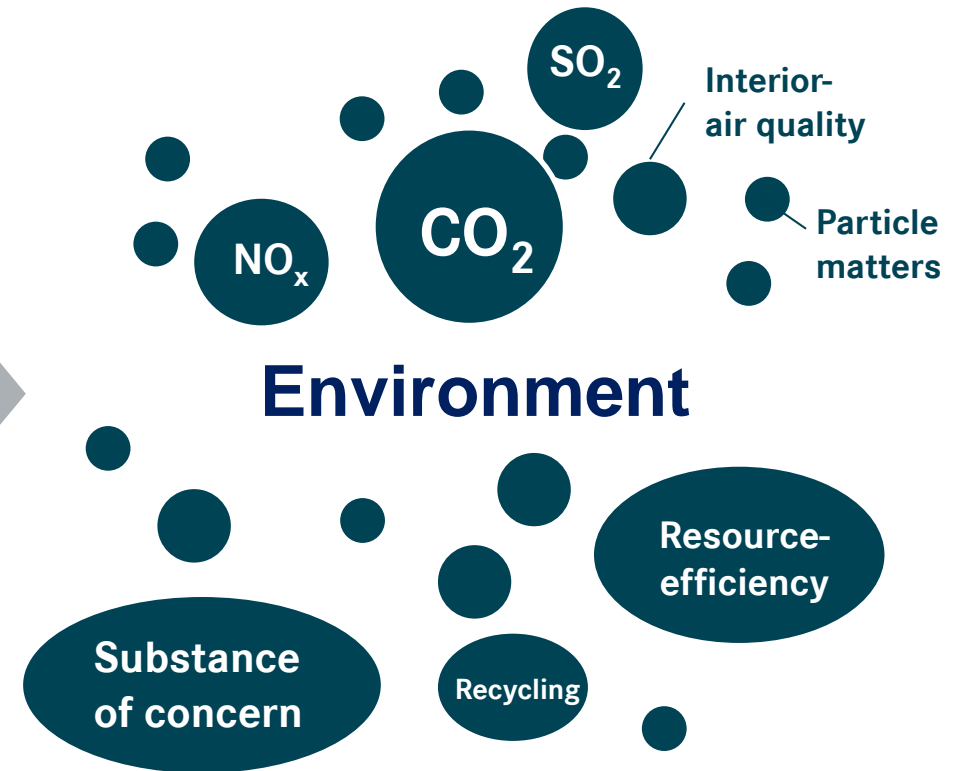 SO₂
Interior-
air quality
CO₂
NOₓ
Particle
matters
Environment
Resource-
efficiency
Substance
of concern
Recycling